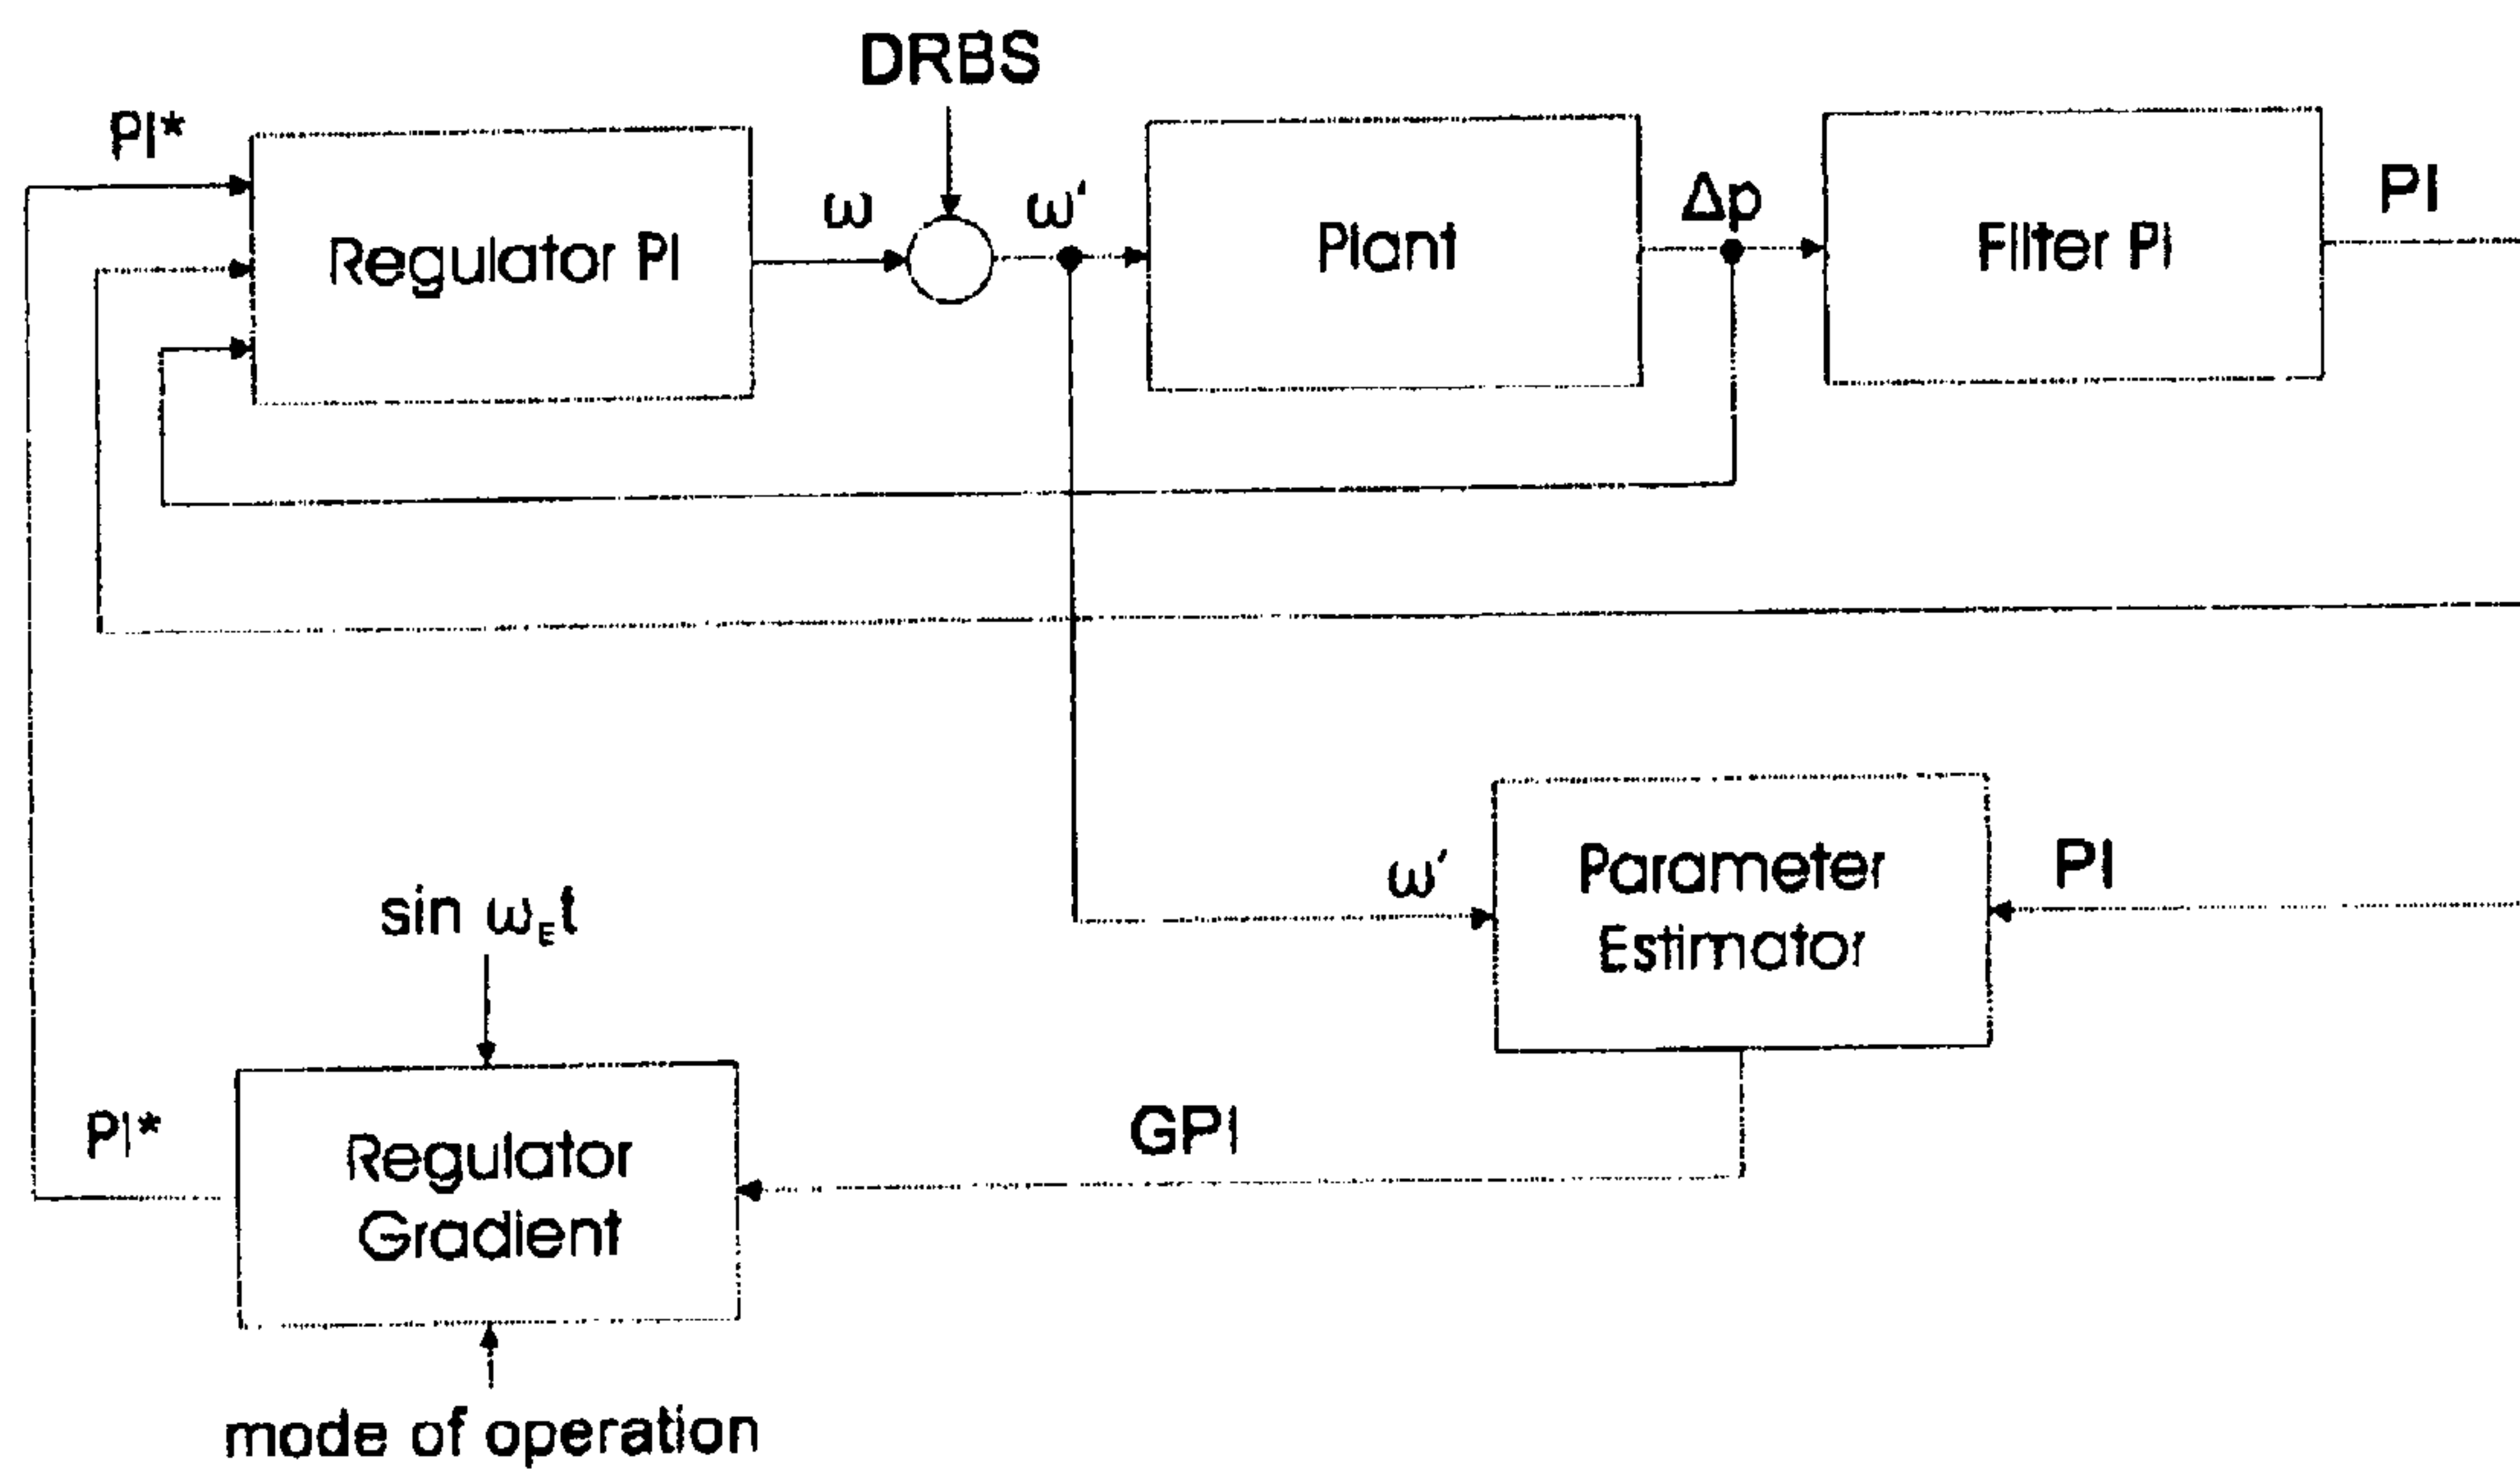 DRBS
PI*
Regulator PI
ω
ω'
Plant
Δp
Filter PI
PI
ω'
Parameter
Estimator
PI
sin ωEt
PI*
Regulator
Gradient
GPI
mode of operation